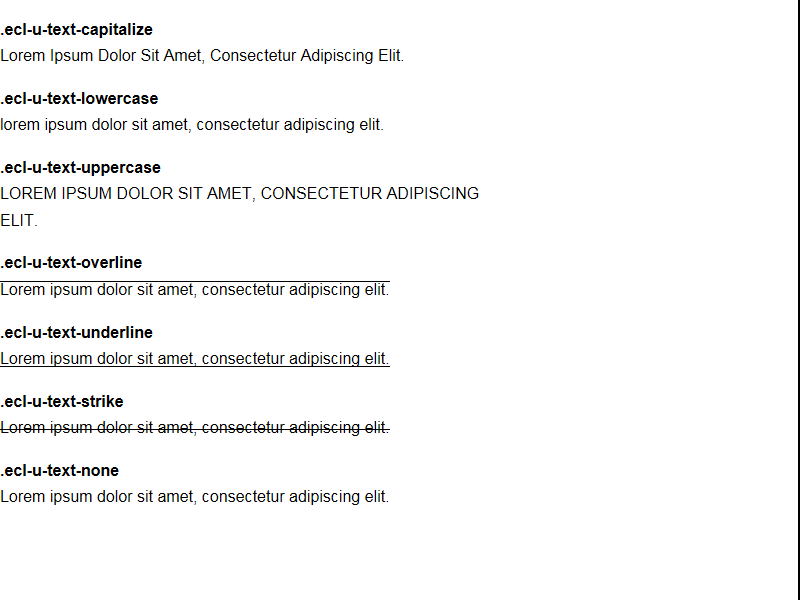 .ecl-u-text-capitalize
Lorem Ipsum Dolor Sit Amet, Consectetur Adipiscing Elit.
.ecl-u-text-lowercase
lorem ipsum dolor sit amet, consectetur adipiscing elit.
.ecl-u-text-uppercase
LOREM IPSUM DOLOR SIT AMET, CONSECTETUR ADIPISCING
ELIT.
.ecl-u-text-overline
Lorem ipsum dolor sit amet, consectetur adipiscing elit.
.ecl-u-text-underline
Lorem ipsum dolor sit amet, consectetur adipiscing elit.
.ecl-u-text-strike
Lorem ipsum dolor sit amet, consectetur adipiscing elit.
.ecl-u-text-none
Lorem ipsum dolor sit amet, consectetur adipiscing elit.